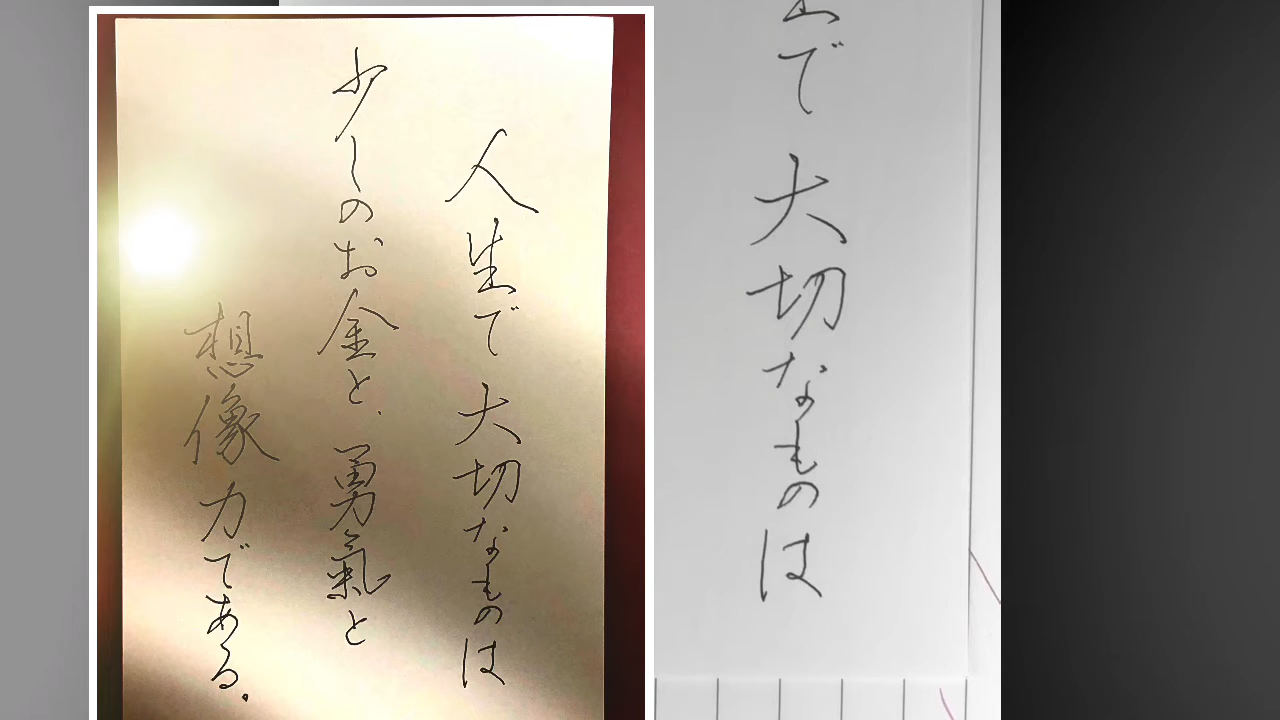 人生で大切なものは
少しのお金と、勇氣と
想像力である。
生で大切なものは